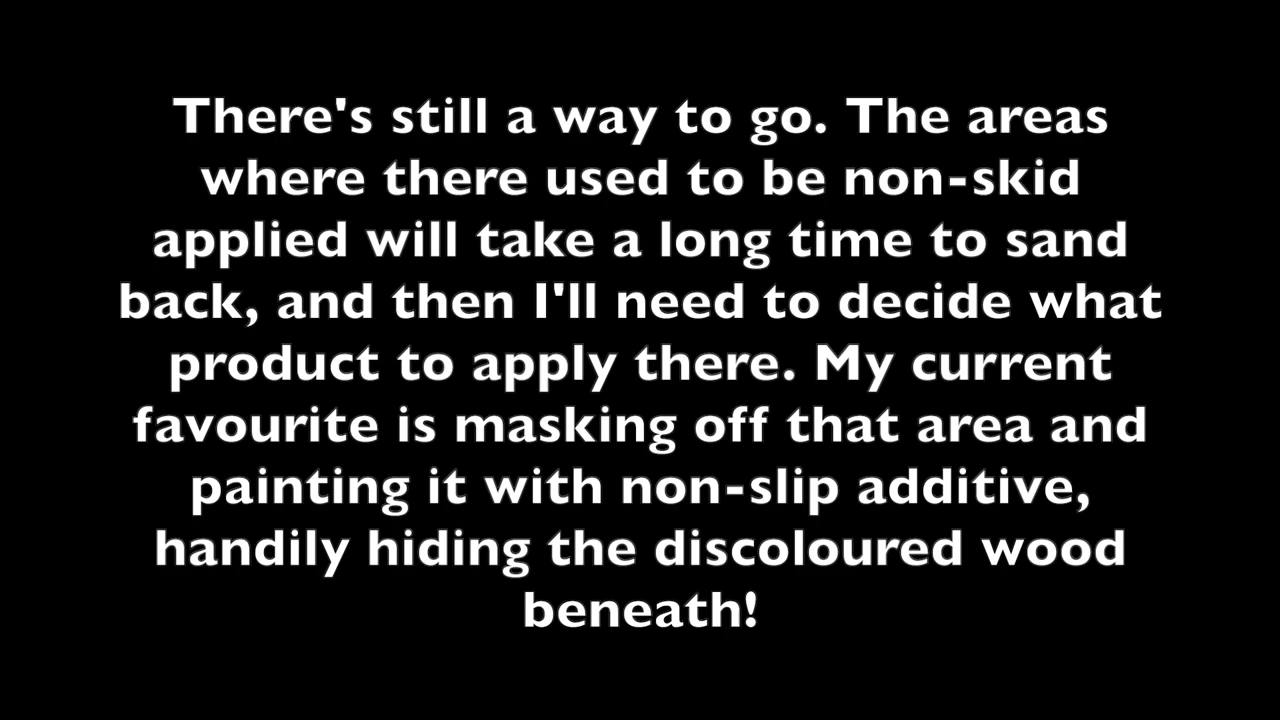 There's still a way to go. The areas
where there used to be non-skid
applied will take a long time to sand
back, and then I'll need to decide what
product to apply there. My current
favourite is masking off that area and
painting it with non-slip additive,
handily hiding the discoloured wood
beneath!